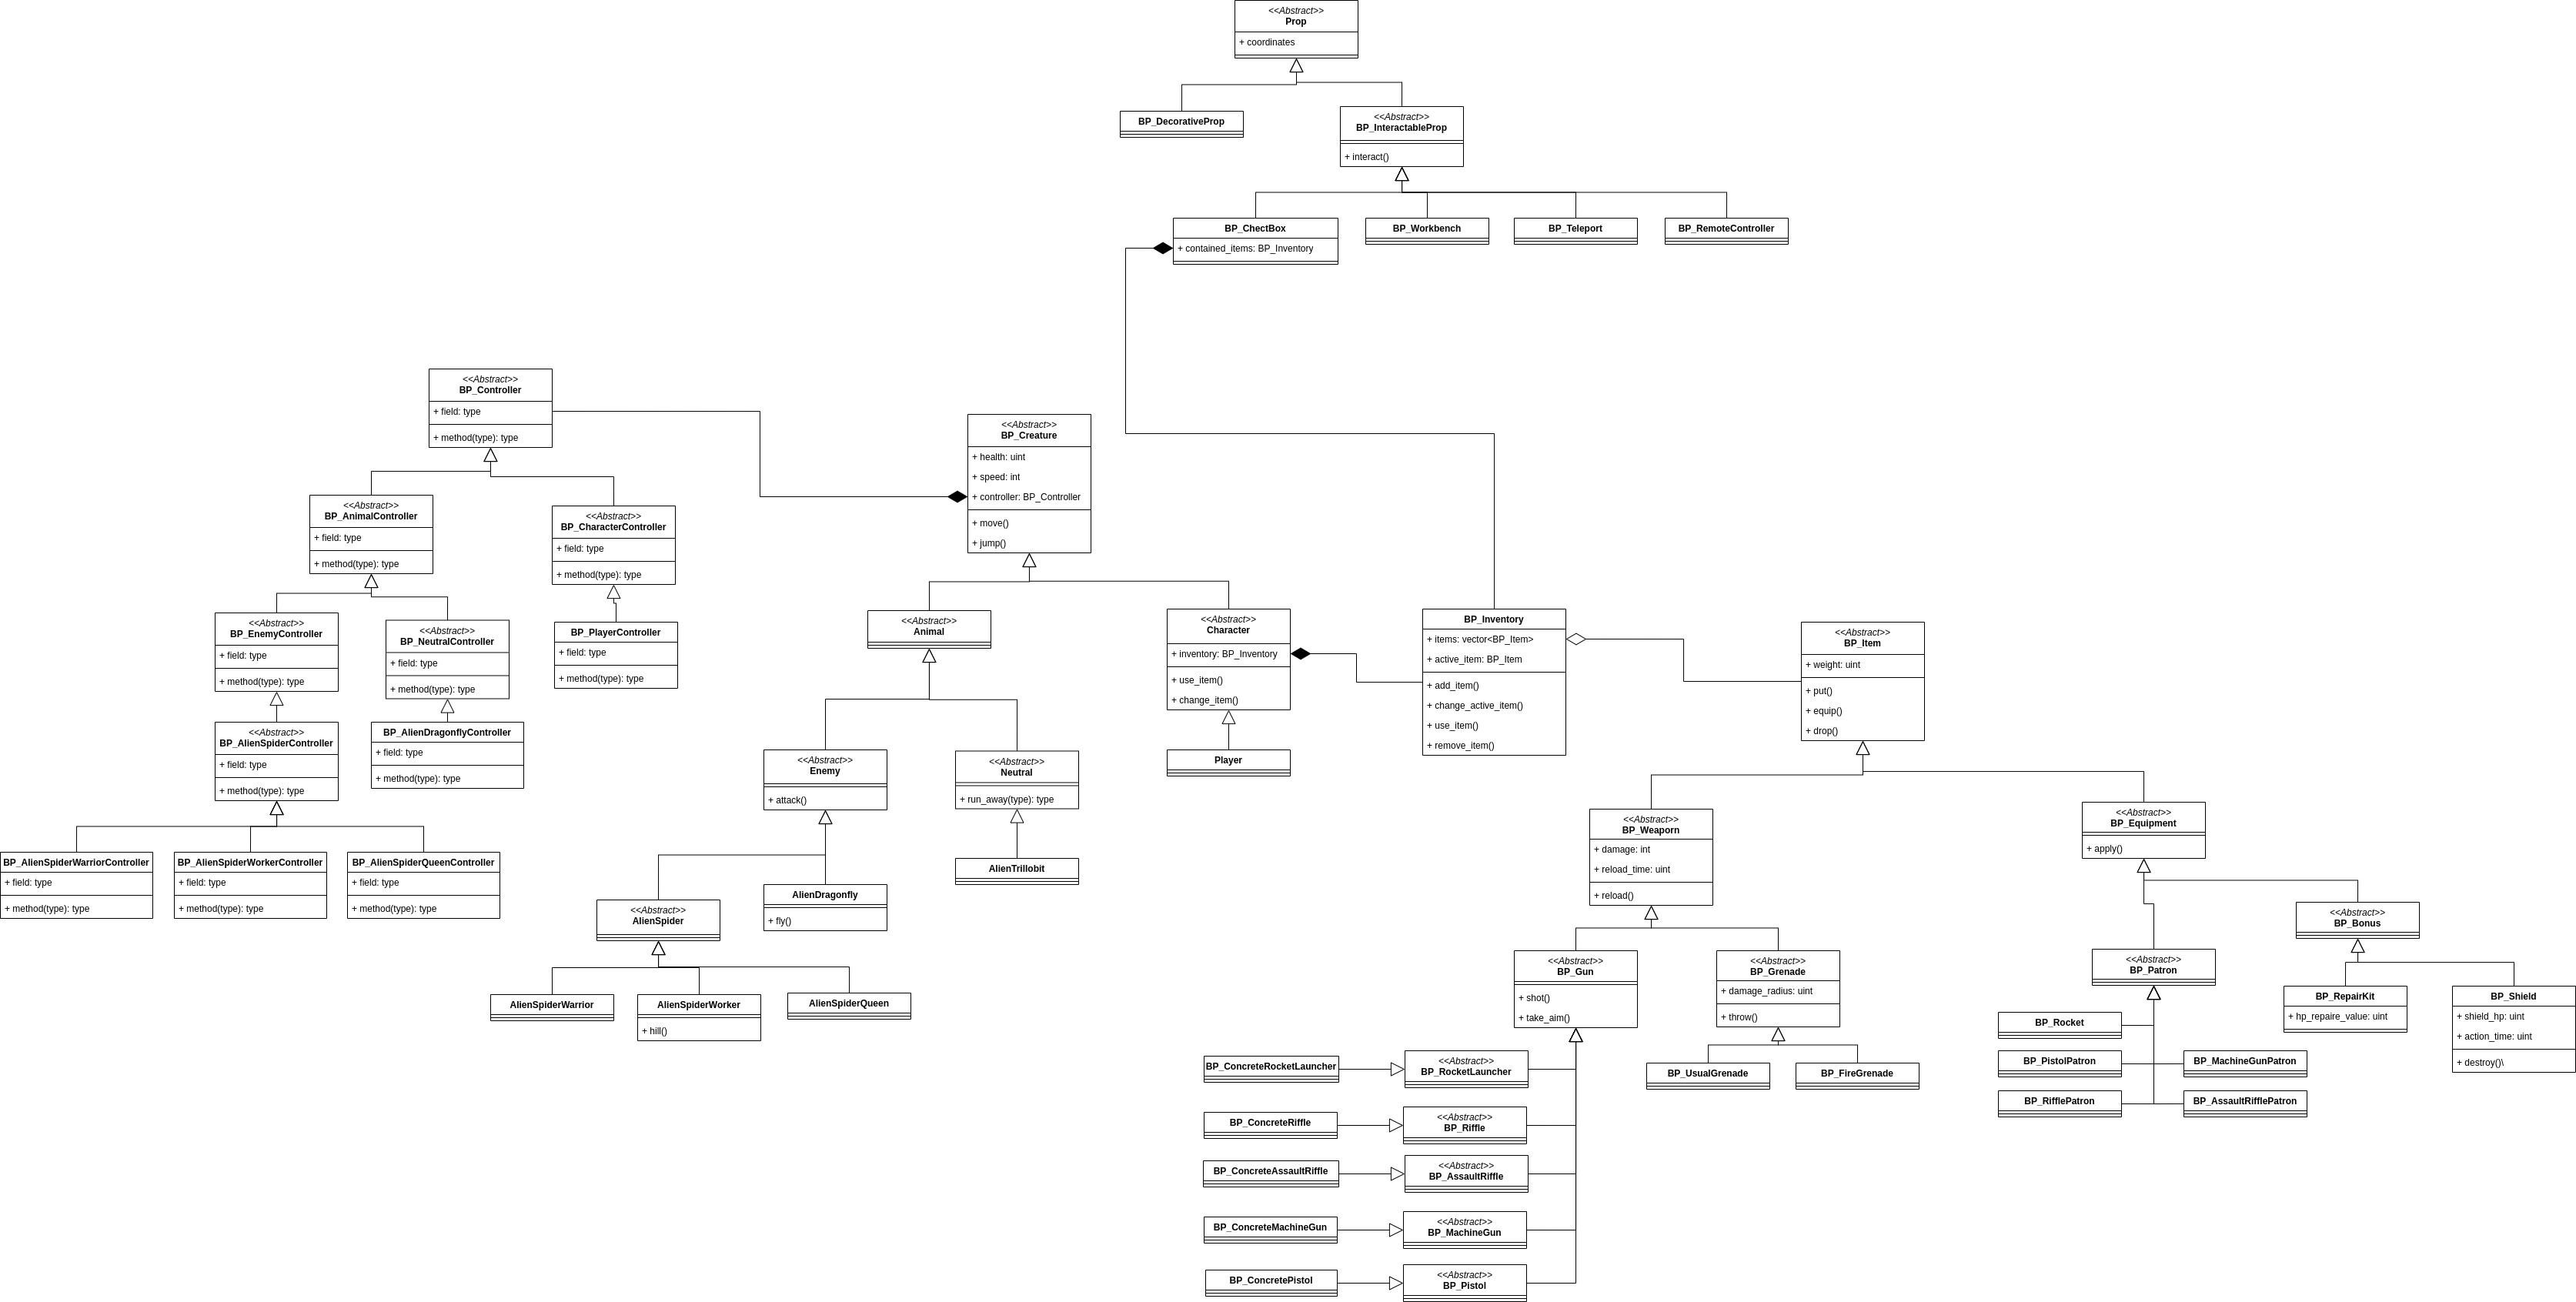 <<Abstract>>
Prop
+ coordinates
BP_DecorativeProp
<<Abstract>>
BP_InteractableProp
+ interact()
BP_ChectBox
+ contained_items: BP_Inventory
BP_Workbench
BP_Teleport
BP_RemoteController
<<Abstract>>
BP_Controller
+ field: type
+ method(type): type
<<Abstract>>
BP_Creature
+ health: uint
+ speed: int
+ controller: BP_Controller
+ move()
+ jump()
<<Abstract>>
BP_AnimalController
+ field: type
+ method(type): type
<<Abstract>>
BP_CharacterController
+ field: type
+ method(type): type
<<Abstract>>
BP_EnemyController
+ field: type
+ method(type): type
<<Abstract>>
BP_NeutralController
+ field: type
+ method(type): type
BP_PlayerController
+ field: type
+ method(type): type
<<Abstract>>
Animal
<<Abstract>>
Character
+ inventory: BP_Inventory
+ use_item()
+ change_item()
BP_Inventory
+ items: vector<BP_Item>
+ active_item: BP_Item
+ add_item()
+ change_active_item()
+ use_item()
+ remove_item()
<<Abstract>>
BP_Item
+ weight: uint
+ put()
+ equip()
+ drop()
<<Abstract>>
BP_AlienSpiderController
+ field: type
+ method(type): type
BP_AlienDragonflyController
+ field: type
+ method(type): type
<<Abstract>>
Enemy
+ attack()
<<Abstract>>
Neutral
+ run_away(type): type
Player
BP_AlienSpiderWarriorController
+ field: type
+ method(type): type
BP_AlienSpiderWorkerController
+ field: type
+ method(type): type
BP_AlienSpiderQueenController
+ field: type
+ method(type): type
<<Abstract>>
AlienSpider
AlienDragonfly
+ fly()
AlienTrillobit
<<Abstract>>
BP_Weaporn
+ damage: int
+ reload_time: uint
+ reload()
<<Abstract>>
BP_Equipment
+ apply()
AlienSpiderWarrior
AlienSpiderWorker
+ hill()
AlienSpiderQueen
<<Abstract>>
BP_Gun
+ shot()
+ take_aim()
<<Abstract>>
BP_Grenade
+ damage_radius: uint
+ throw()
<<Abstract>>
BP_Patron
<<Abstract>>
BP_Bonus
BP_RepairKit
+ hp_repaire_value: uint
BP_Shield
+ shield_hp: uint
+ action_time: uint
+ destroy()\
BP_Rocket
BP_PistolPatron
BP_MachineGunPatron
BP_RifflePatron
BP_AssaultRifflePatron
BP_UsualGrenade
BP_FireGrenade
BP_ConcreteRocketLauncher
<<Abstract>>
BP_RocketLauncher
BP_ConcreteRiffle
<<Abstract>>
BP_Riffle
BP_ConcreteAssaultRiffle
<<Abstract>>
BP_AssaultRiffle
BP_ConcreteMachineGun
<<Abstract>>
BP_MachineGun
BP_ConcretePistol
<<Abstract>>
BP_Pistol